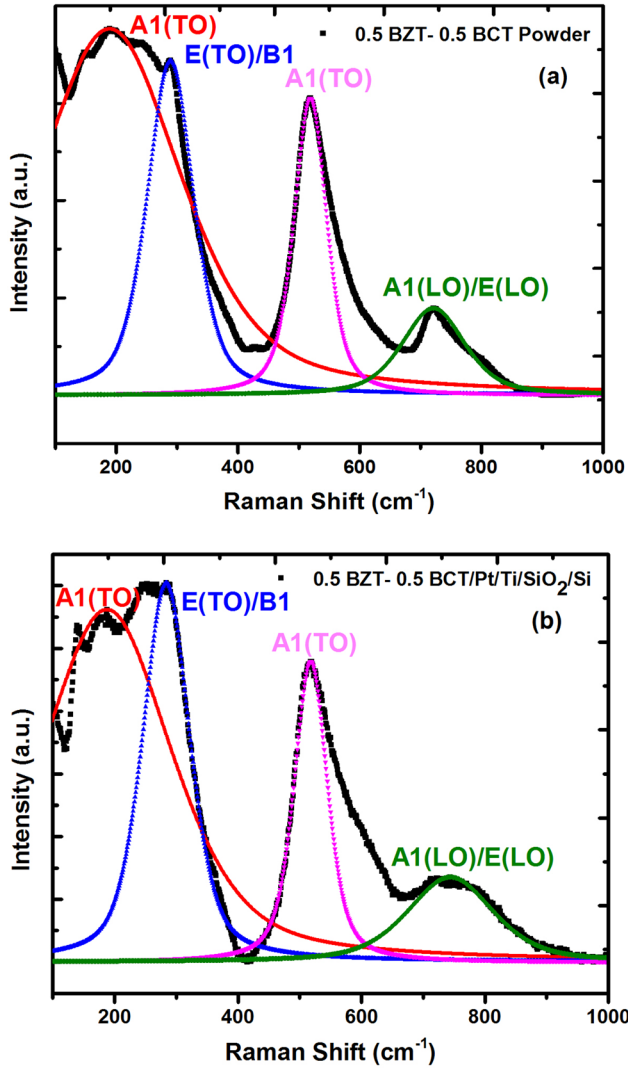 A1(TO)
0.5 BZT- 0.5 BCT Powder
E(TO)/B1
(a)
A1(TO)
A1(LO)/E(LO)
Intensity (a.u.)
200 400 600 800 1000
Raman Shift (cm⁻¹)
0.5 BZT- 0.5 BCT/Pt/Ti/SiO₂/Si
A1(TO)
E(TO)/B1
(b)
A1(TO)
A1(LO)/E(LO)
Intensity (a.u.)
200 400 600 800 1000
Raman Shift (cm⁻¹)